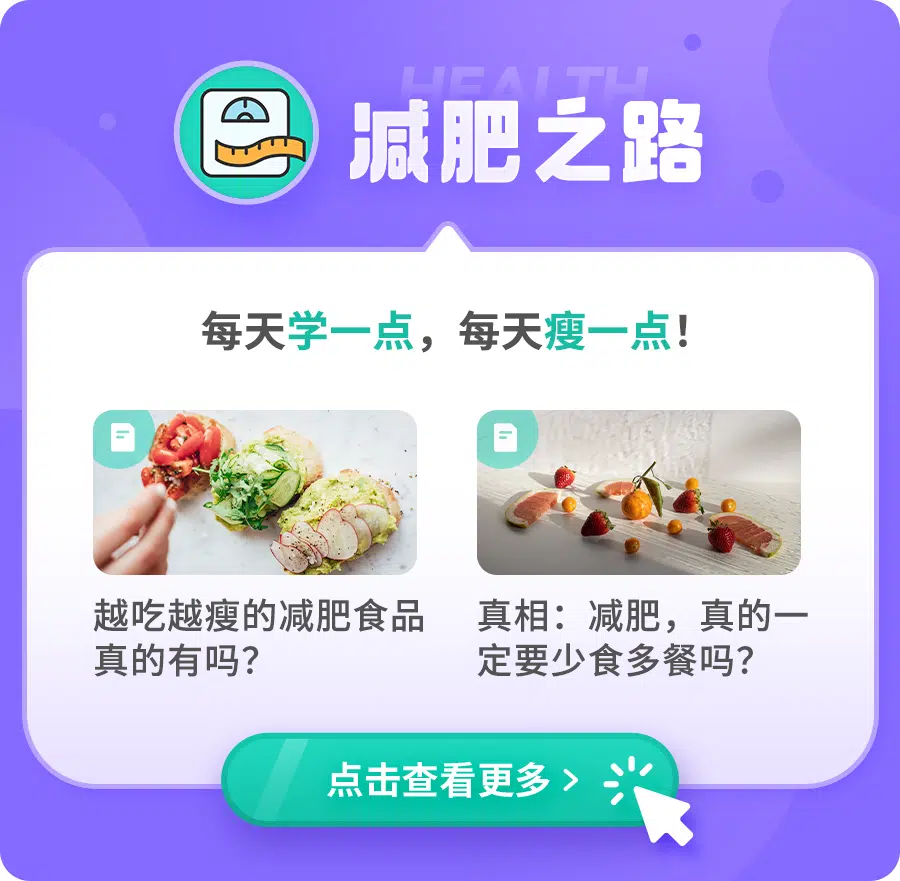 HEALTH
减肥之路
每天学一点，每天瘦一点！
越吃越瘦的减肥食品
真的有吗？
真相：减肥，真的一
定要少食多餐吗？
点击查看更多 >